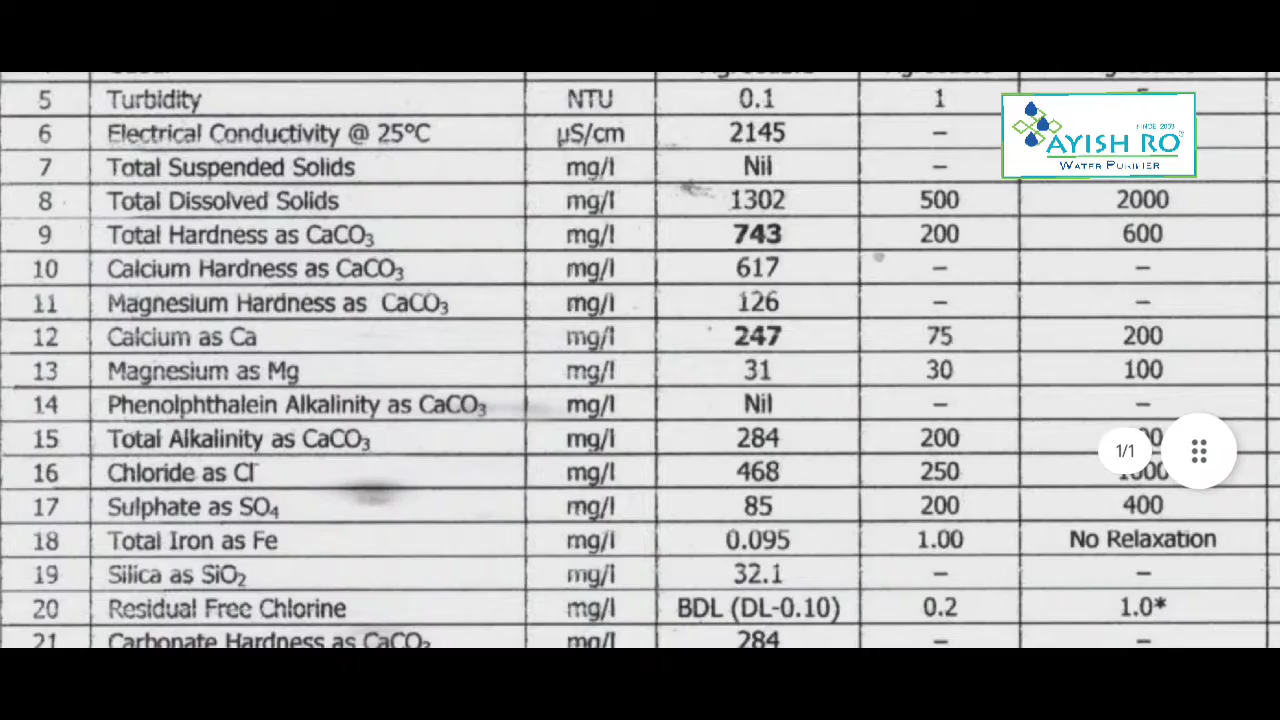 5 Turbidity NTU 0.1 1
6 Electrical Conductivity @ 25°C µS/cm 2145 –
7 Total Suspended Solids mg/l Nil –
8 Total Dissolved Solids mg/l 1302 500 2000
9 Total Hardness as CaCO₃ mg/l 743 200 600
10 Calcium Hardness as CaCO₃ mg/l 617 – –
11 Magnesium Hardness as CaCO₃ mg/l 126 – –
12 Calcium as Ca mg/l 247 75 200
13 Magnesium as Mg mg/l 31 30 100
14 Phenolphthalein Alkalinity as CaCO₃ mg/l Nil – –
15 Total Alkalinity as CaCO₃ mg/l 284 200
16 Chloride as Cl⁻ mg/l 468 250
17 Sulphate as SO₄ mg/l 85 200 400
18 Total Iron as Fe mg/l 0.095 1.00 No Relaxation
19 Silica as SiO₂ mg/l 32.1 – –
20 Residual Free Chlorine mg/l BDL (DL-0.10) 0.2 1.0*
21 Carbonate Hardness as CaCO₃ mg/l 284 – –
SINCE 2003
AYISH RO
WATER PURIFIER
1/1